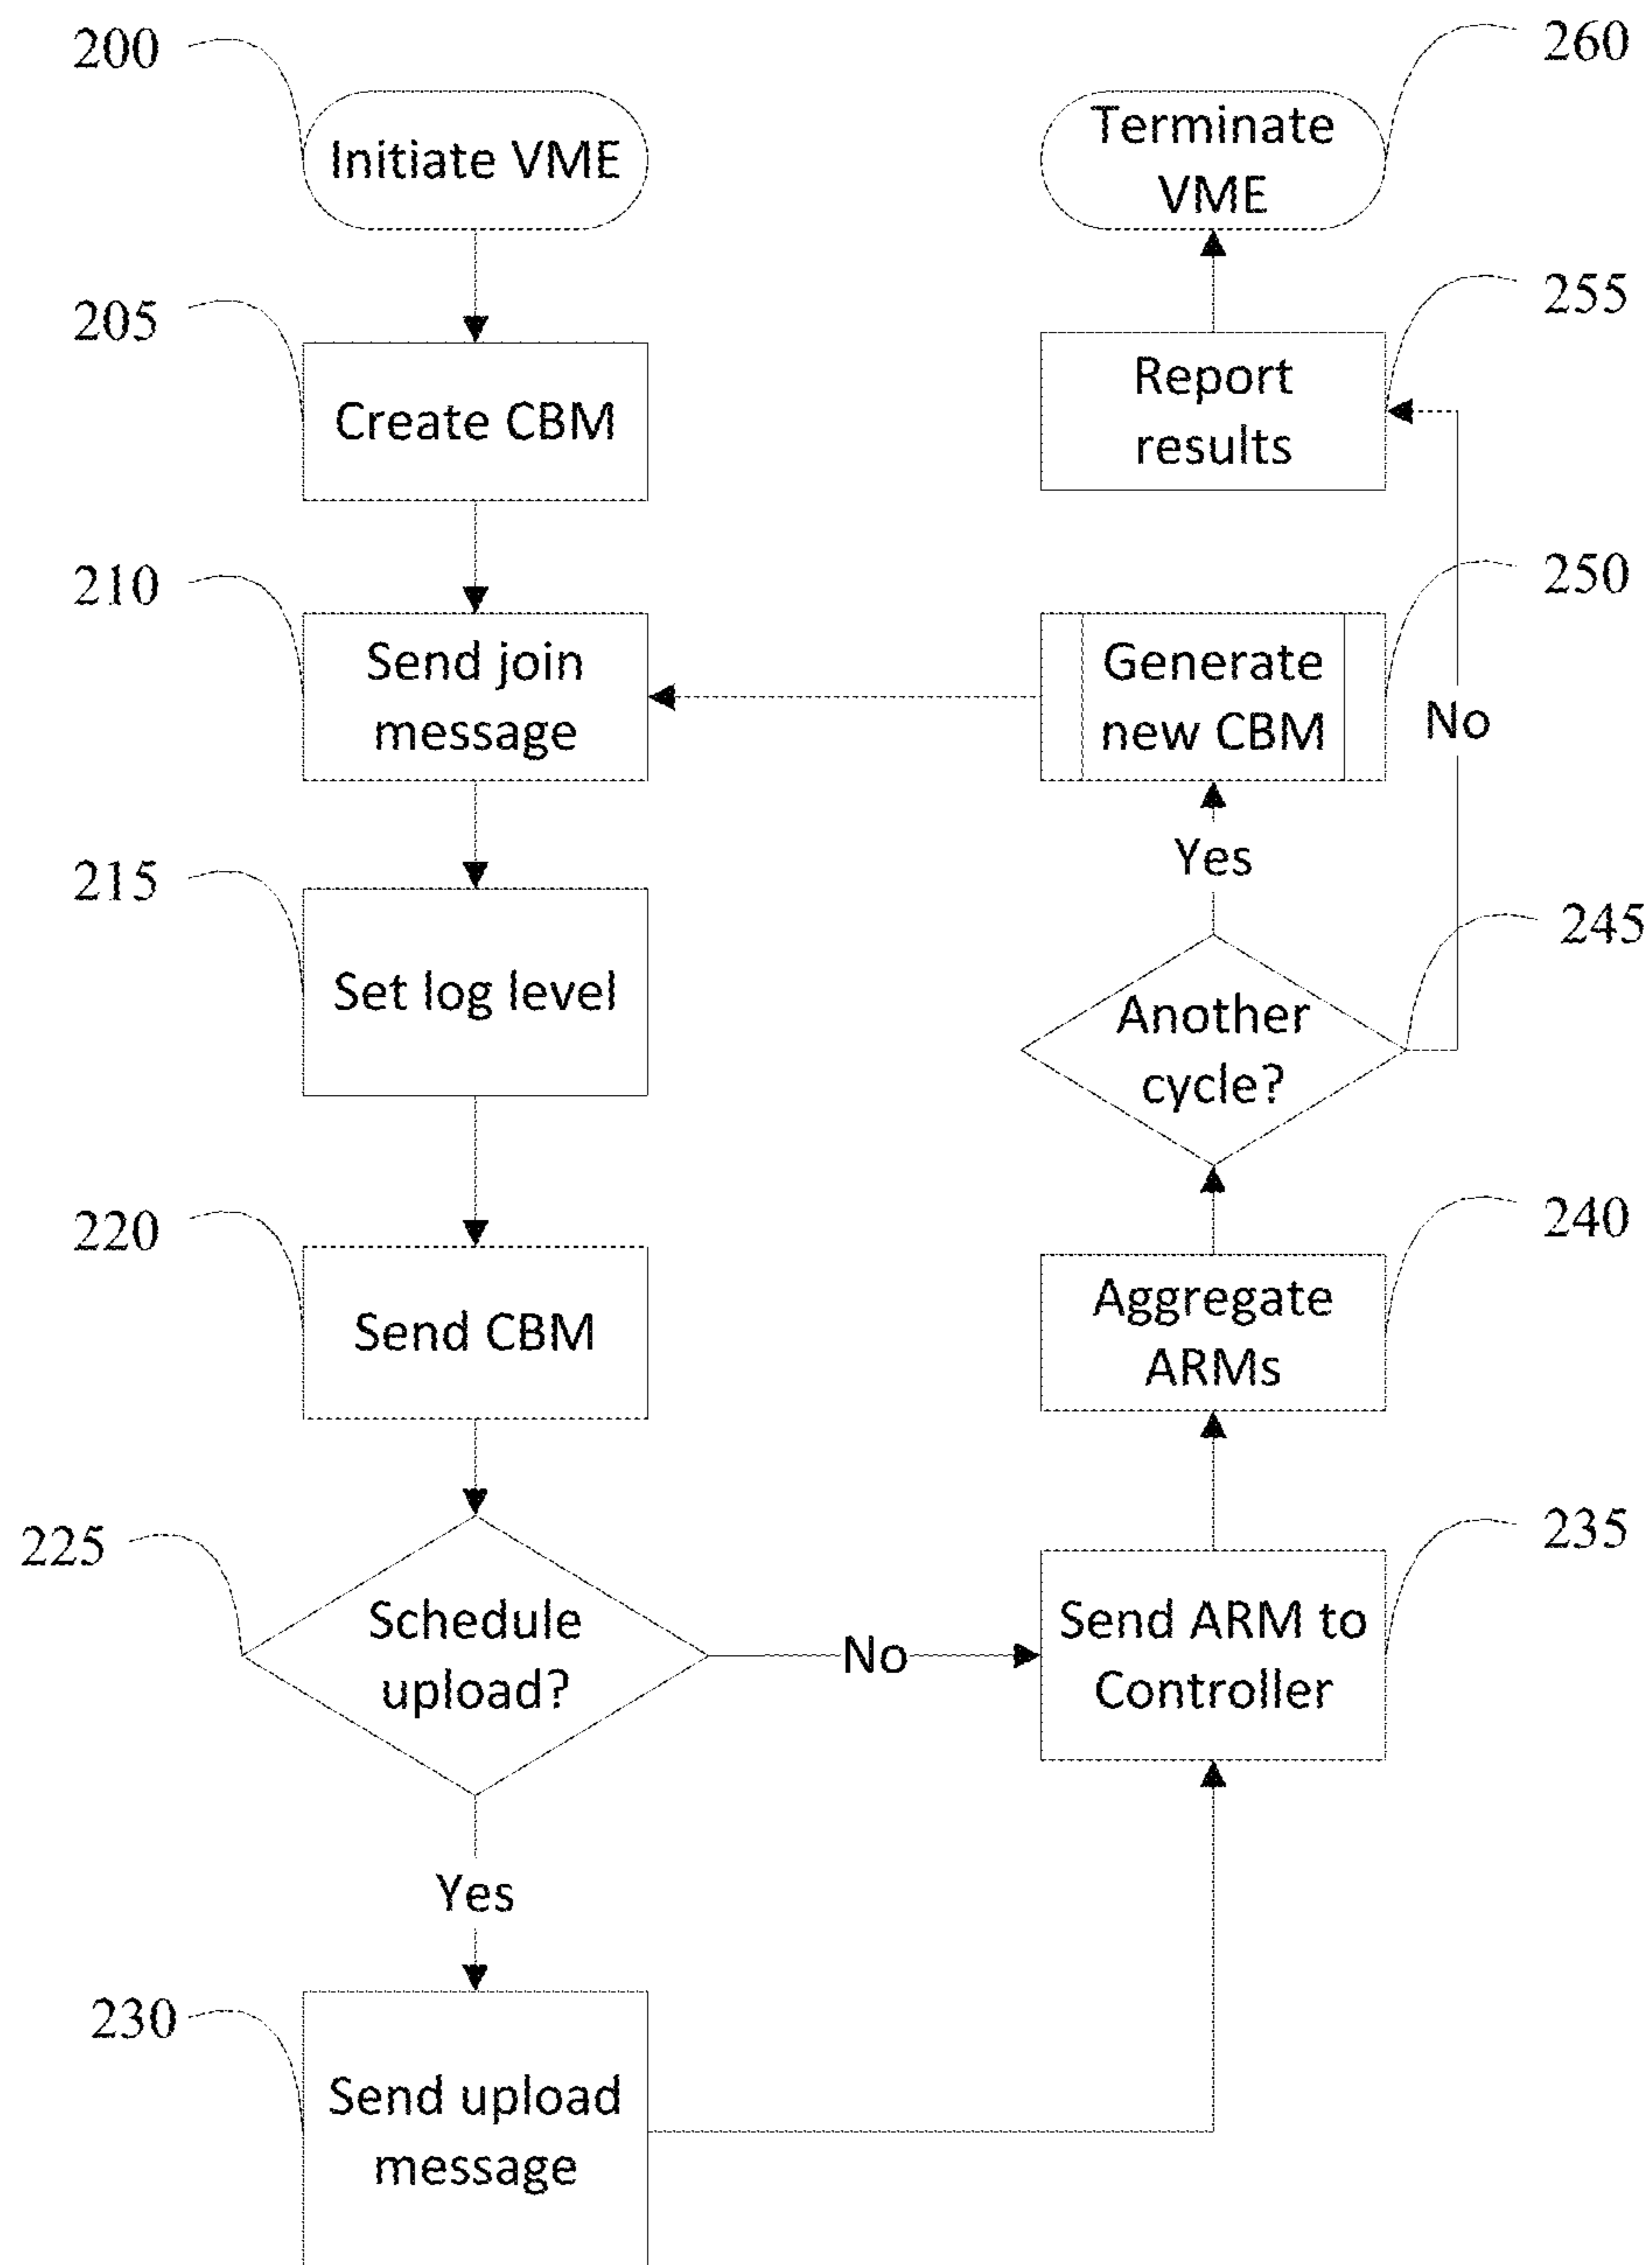 200
Initiate VME
205
Create CBM
210
Send join
message
215
Set log level
220
Send CBM
225
Schedule
upload?
No
Yes
230
Send upload
message
235
Send ARM to
Controller
240
Aggregate
ARMs
245
Another
cycle?
Yes
No
250
Generate
new CBM
255
Report
results
260
Terminate
VME